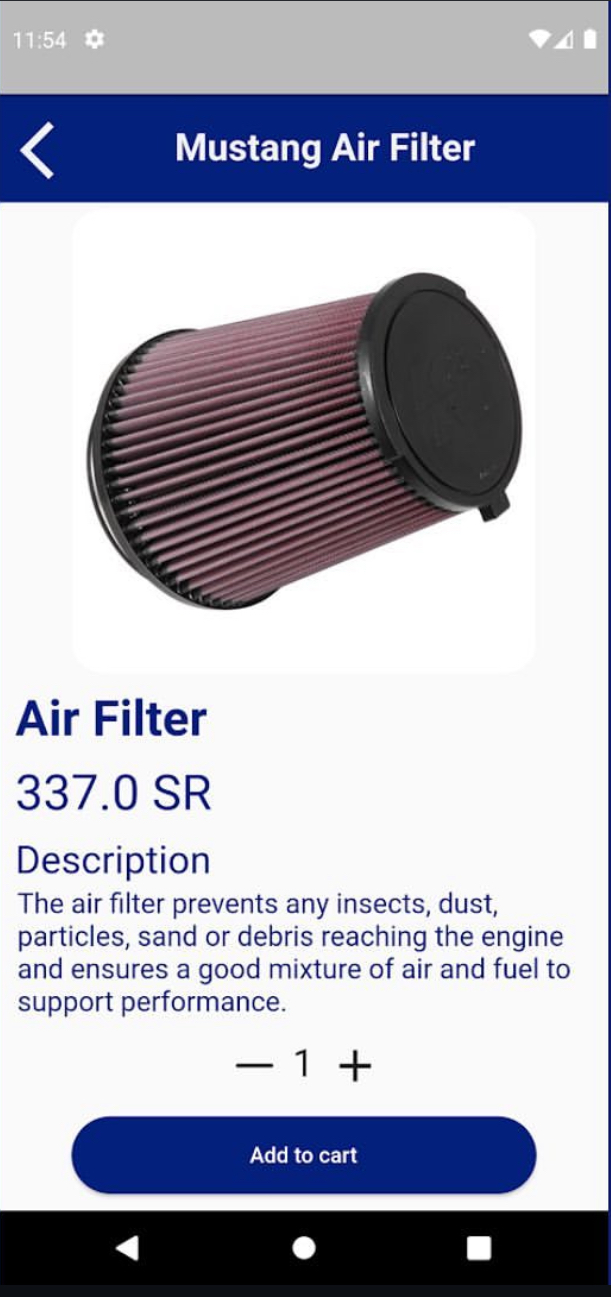 11:54
Mustang Air Filter
Air Filter
337.0 SR
Description
The air filter prevents any insects, dust,
particles, sand or debris reaching the engine
and ensures a good mixture of air and fuel to
support performance.
— 1 +
Add to cart